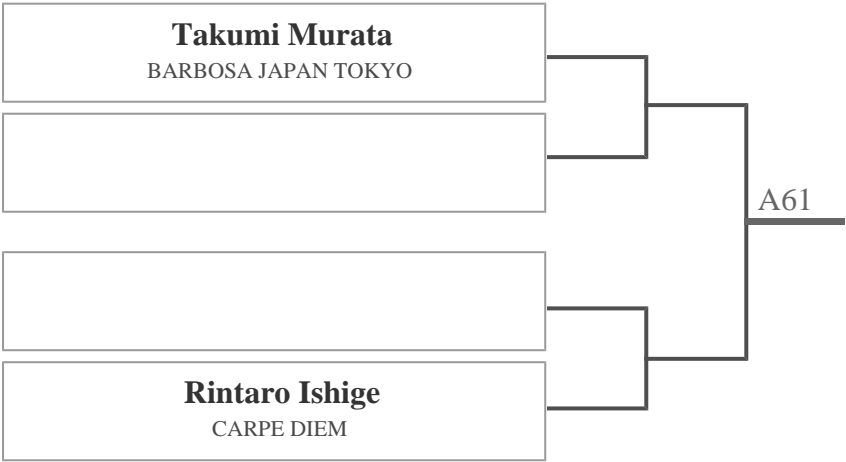 Takumi Murata
BARBOSA JAPAN TOKYO
A61
Rintaro Ishige
CARPE DIEM